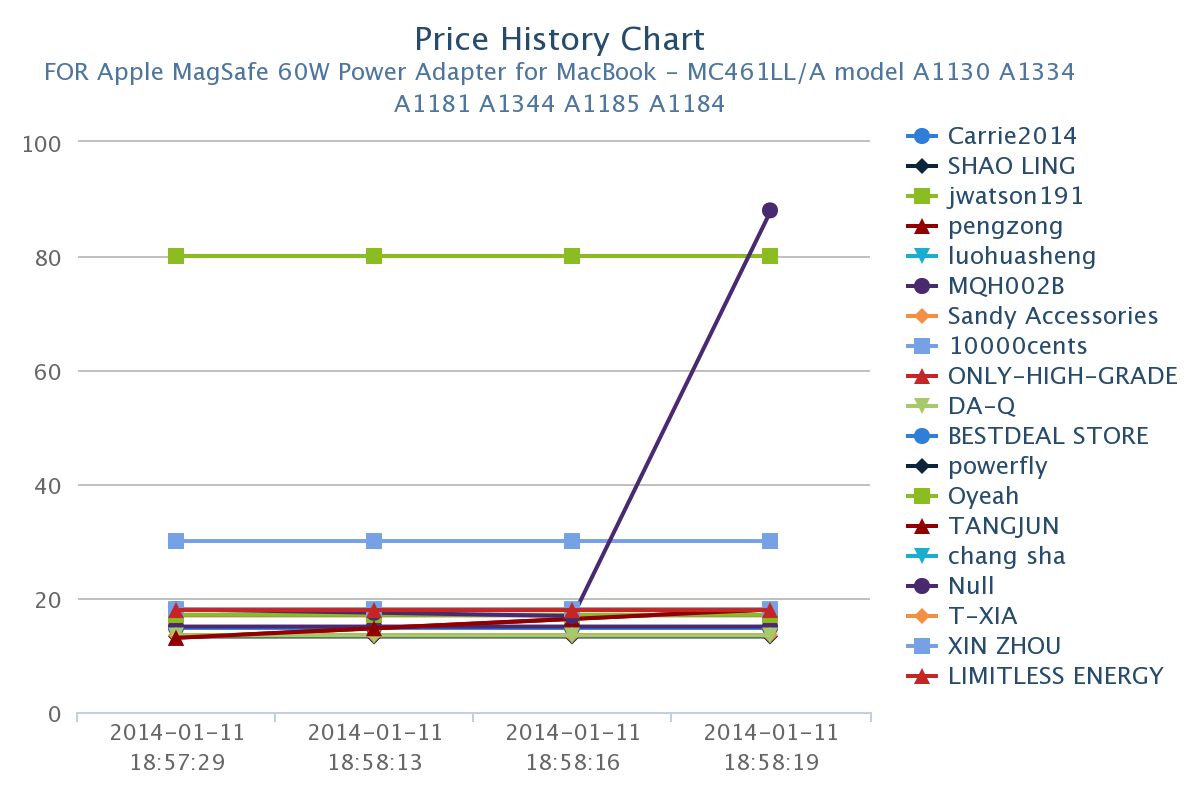 Price History Chart
FOR Apple MagSafe 60W Power Adapter for MacBook - MC461LL/A model A1130 A1334
A1181 A1344 A1185 A1184
100
80
60
40
20
0
2014-01-11
18:57:29
2014-01-11
18:58:13
2014-01-11
18:58:16
2014-01-11
18:58:19
Carrie2014
SHAO LING
jwatson191
pengzong
luohuasheng
MQH002B
Sandy Accessories
10000cents
ONLY-HIGH-GRADE
DA-Q
BESTDEAL STORE
powerfly
Oyeah
TANGJUN
chang sha
Null
T-XIA
XIN ZHOU
LIMITLESS ENERGY